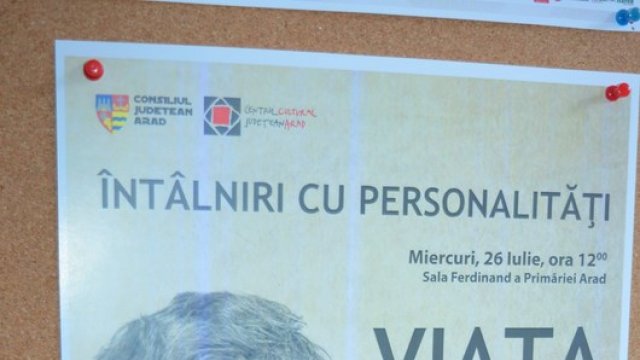 CONSILIUL
JUDEȚEAN
ARAD
CENTRUL CULTURAL
JUDEȚEAN ARAD
ÎNTÂLNIRI CU PERSONALITĂȚI
Miercuri, 26 Iulie, ora 12⁰⁰
Sala Ferdinand a Primăriei Arad
VIAȚA